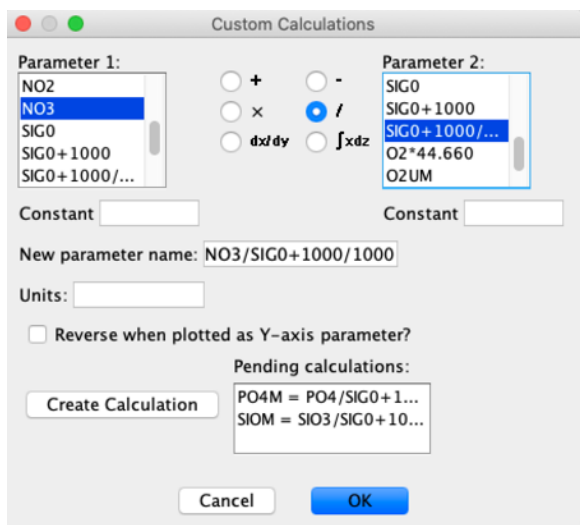 Custom Calculations
Parameter 1:
NO2
NO3
SIG0
SIG0+1000
SIG0+1000/...
+
-
×
/
dx/dy
∫xdz
Parameter 2:
SIG0
SIG0+1000
SIG0+1000/...
O2*44.660
O2UM
Constant
Constant
New parameter name: NO3/SIG0+1000/1000
Units:
Reverse when plotted as Y-axis parameter?
Pending calculations:
Create Calculation
PO4M = PO4/SIG0+1...
SIOM = SIO3/SIG0+10...
Cancel
OK